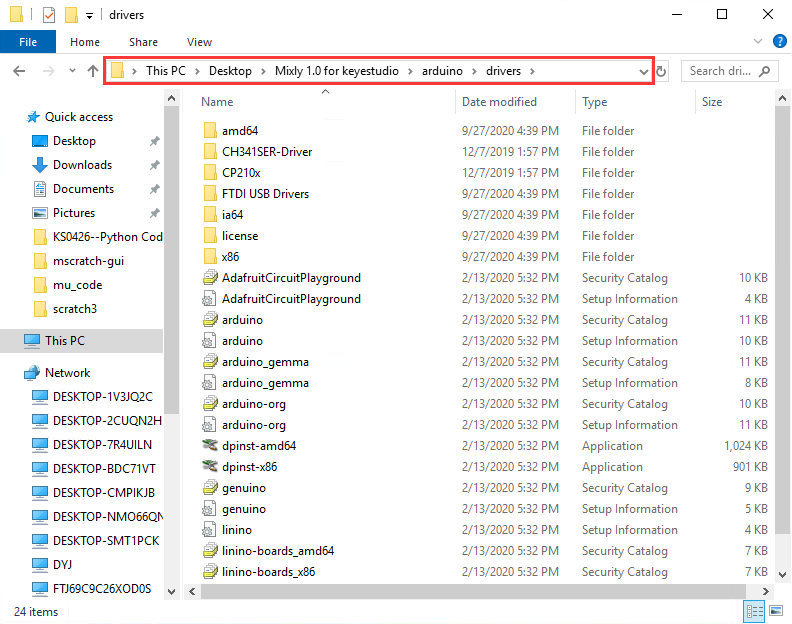 drivers
File Home Share View
This PC Desktop Mixly 1.0 for keyestudio arduino drivers
Search dri...
Quick access
Desktop
Downloads
Documents
Pictures
KS0426--Python Cod
mscratch-gui
mu_code
scratch3
This PC
Network
DESKTOP-1V3JQ2C
DESKTOP-2CUQN2H
DESKTOP-7R4UILN
DESKTOP-BDC71VT
DESKTOP-CMPIKJB
DESKTOP-NMO66QN
DESKTOP-SMT1PCK
DYJ
FTJ69C9C26XOD0S
Name Date modified Type Size
amd64 9/27/2020 4:39 PM File folder
CH341SER-Driver 12/7/2019 1:57 PM File folder
CP210x 12/7/2019 1:57 PM File folder
FTDI USB Drivers 9/27/2020 4:39 PM File folder
ia64 9/27/2020 4:39 PM File folder
license 9/27/2020 4:39 PM File folder
x86 9/27/2020 4:39 PM File folder
AdafruitCircuitPlayground 2/13/2020 5:32 PM Security Catalog 10 KB
AdafruitCircuitPlayground 2/13/2020 5:32 PM Setup Information 4 KB
arduino 2/13/2020 5:32 PM Security Catalog 11 KB
arduino 2/13/2020 5:32 PM Setup Information 10 KB
arduino_gemma 2/13/2020 5:32 PM Security Catalog 11 KB
arduino_gemma 2/13/2020 5:32 PM Setup Information 8 KB
arduino-org 2/13/2020 5:32 PM Security Catalog 10 KB
arduino-org 2/13/2020 5:32 PM Setup Information 11 KB
dpinst-amd64 2/13/2020 5:32 PM Application 1,024 KB
dpinst-x86 2/13/2020 5:32 PM Application 901 KB
genuino 2/13/2020 5:32 PM Security Catalog 9 KB
genuino 2/13/2020 5:32 PM Setup Information 5 KB
linino 2/13/2020 5:32 PM Setup Information 4 KB
linino-boards_amd64 2/13/2020 5:32 PM Security Catalog 7 KB
linino-boards_x86 2/13/2020 5:32 PM Security Catalog 7 KB
24 items